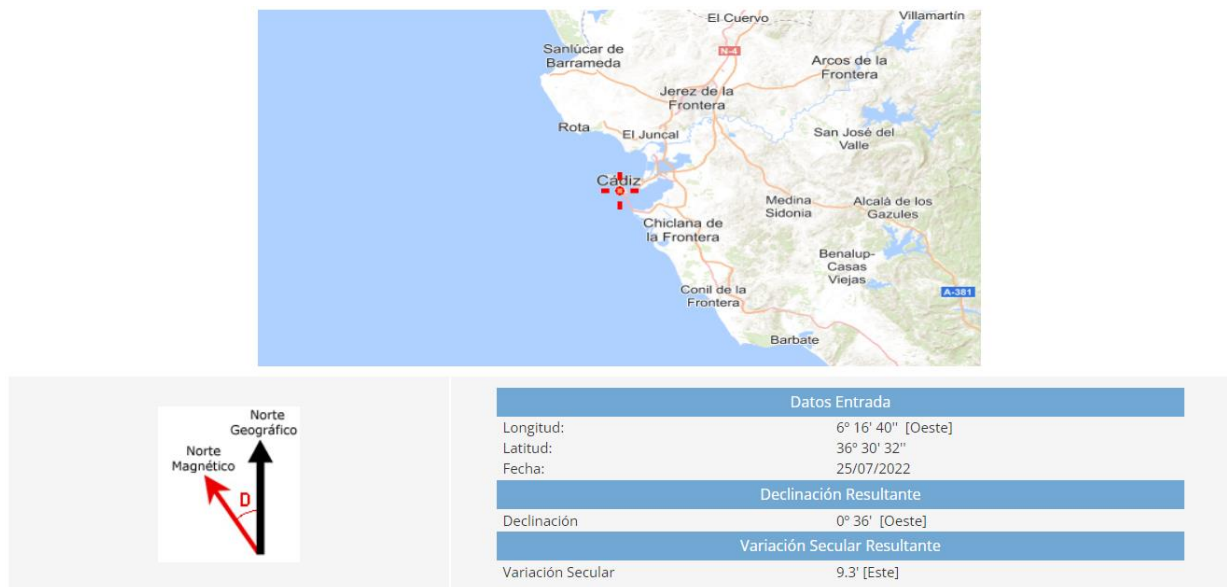 El Cuervo
Villamartín
Sanlúcar de
Barrameda
N-4
Arcos de la
Frontera
Jerez de la
Frontera
Rota
El Juncal
San José del
Valle
Cádiz
Medina
Sidonia
Alcalá de los
Gazules
Chiclana de
la Frontera
Benalup-
Casas
Viejas
Conil de la
Frontera
A-381
Barbate
Norte
Geográfico
Norte
Magnético
D
Datos Entrada
Longitud: 6º 16' 40'' [Oeste]
Latitud: 36º 30' 32''
Fecha: 25/07/2022
Declinación Resultante
Declinación 0º 36' [Oeste]
Variación Secular Resultante
Variación Secular 9.3' [Este]